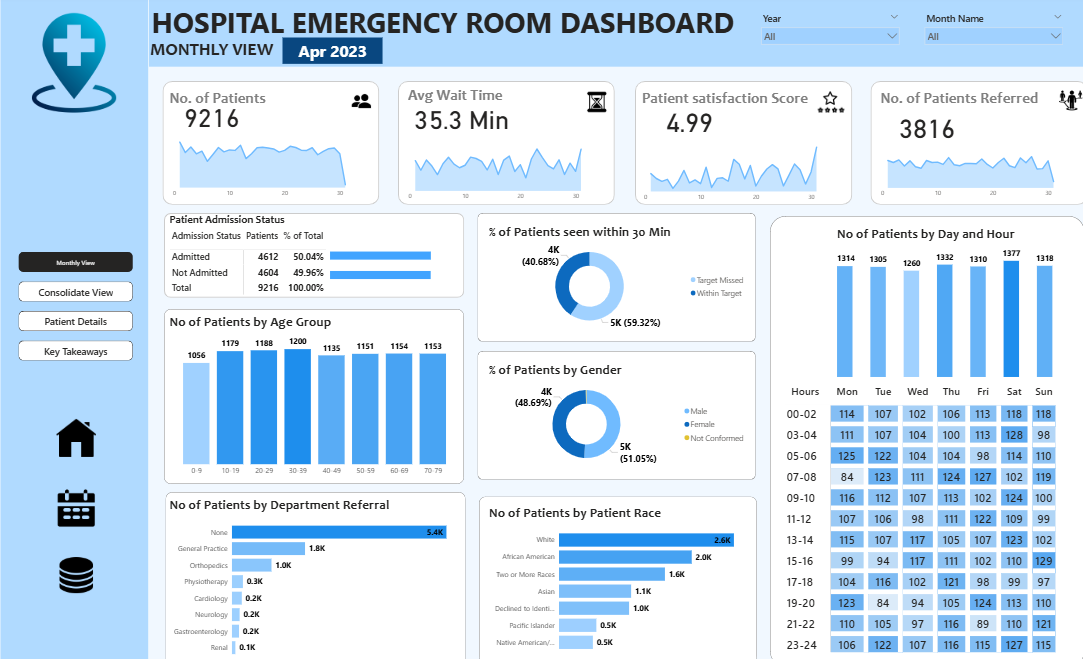 HOSPITAL EMERGENCY ROOM DASHBOARD
MONTHLY VIEW Apr 2023
Year
All
Month Name
All
No. of Patients
9216
0 10 20 30
Avg Wait Time
35.3 Min
0 10 20 30
Patient satisfaction Score
4.99
0 10 20 30
No. of Patients Referred
3816
0 10 20 30
Monthly View
Consolidate View
Patient Details
Key Takeaways
Patient Admission Status
Admission Status Patients % of Total
Admitted 4612 50.04%
Not Admitted 4604 49.96%
Total 9216 100.00%
No of Patients by Age Group
1056 1179 1188 1200 1135 1151 1154 1153
0-9 10-19 20-29 30-39 40-49 50-59 60-69 70-79
No of Patients by Department Referral
None 5.4K
General Practice 1.8K
Orthopedics 1.0K
Physiotherapy 0.3K
Cardiology 0.2K
Neurology 0.2K
Gastroenterology 0.2K
Renal 0.1K
% of Patients seen within 30 Min
4K
(40.68%)
5K (59.32%)
Target Missed
Within Target
% of Patients by Gender
4K
(48.69%)
5K
(51.05%)
Male
Female
Not Conformed
No of Patients by Patient Race
White 2.6K
African American 2.0K
Two or More Races 1.6K
Asian 1.1K
Declined to Identi... 1.0K
Pacific Islander 0.5K
Native American/... 0.5K
No of Patients by Day and Hour
1314 1305 1260 1332 1310 1377 1318
Hours Mon Tue Wed Thu Fri Sat Sun
00-02 114 107 102 106 113 118 118
03-04 111 107 104 100 113 128 98
05-06 125 122 104 104 98 114 110
07-08 84 123 111 124 127 102 119
09-10 116 112 107 113 102 124 100
11-12 107 106 98 111 122 109 99
13-14 115 107 117 105 107 123 102
15-16 99 94 117 111 102 110 129
17-18 104 116 102 121 98 99 97
19-20 123 84 94 105 124 113 110
21-22 110 105 97 116 89 110 121
23-24 106 122 107 116 115 127 115